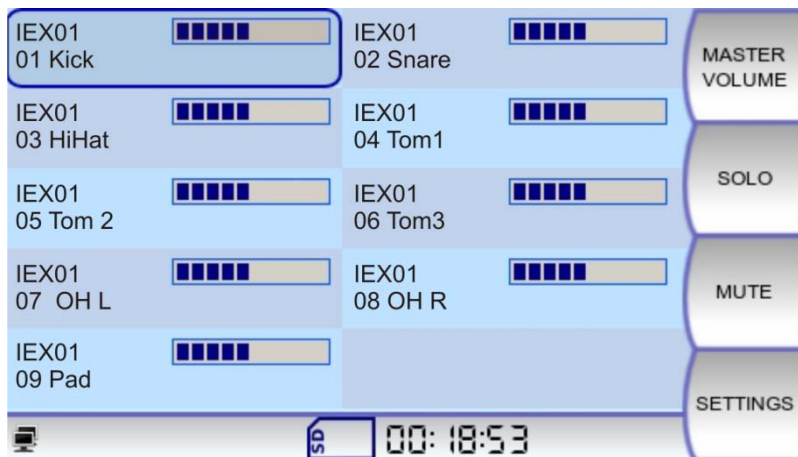 IEX01
01 Kick
IEX01
02 Snare
IEX01
03 HiHat
IEX01
04 Tom1
IEX01
05 Tom 2
IEX01
06 Tom3
IEX01
07  OH L
IEX01
08 OH R
IEX01
09 Pad
MASTER
VOLUME
SOLO
MUTE
SETTINGS
SD
00:18:53